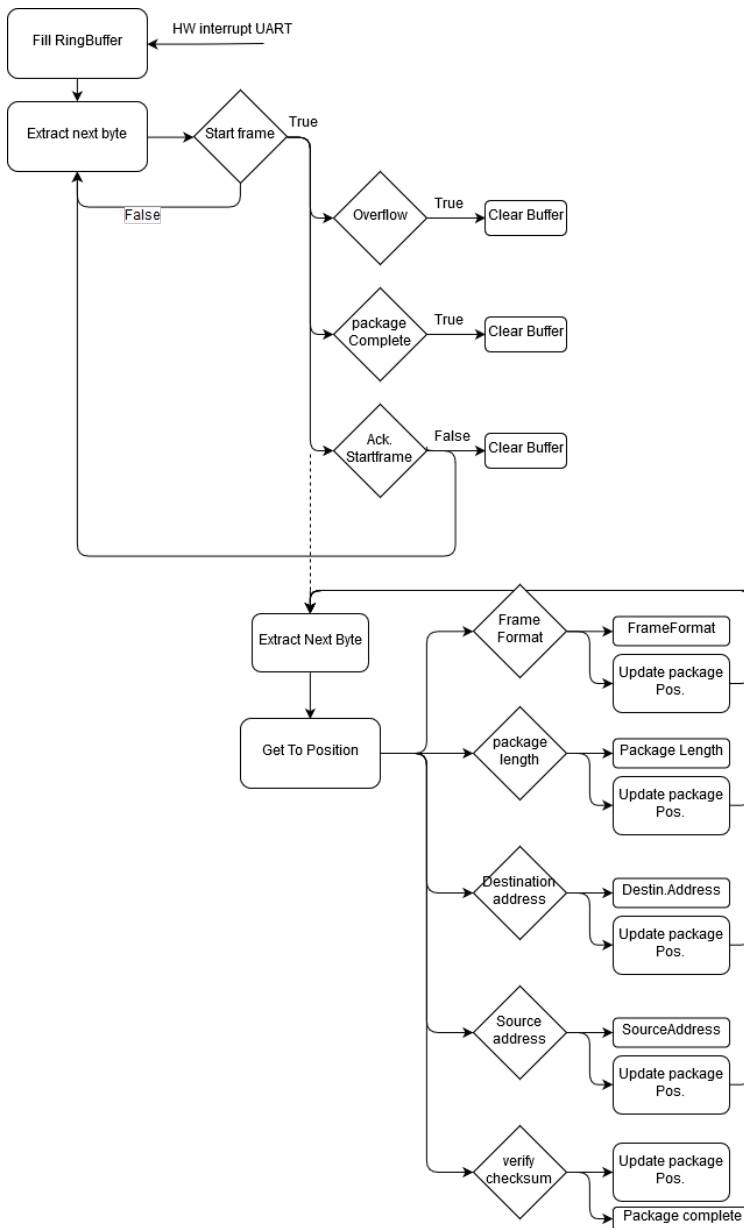 HW interrupt UART
Fill RingBuffer
Extract next byte
Start frame
True
False
Overflow
True
Clear Buffer
package
Complete
True
Clear Buffer
Ack.
Startframe
False
Clear Buffer
Extract Next Byte
Get To Position
Frame
Format
FrameFormat
Update package
Pos.
package
length
Package Length
Update package
Pos.
Destination
address
Destin.Address
Update package
Pos.
Source
address
SourceAddress
Update package
Pos.
verify
checksum
Update package
Pos.
Package complete